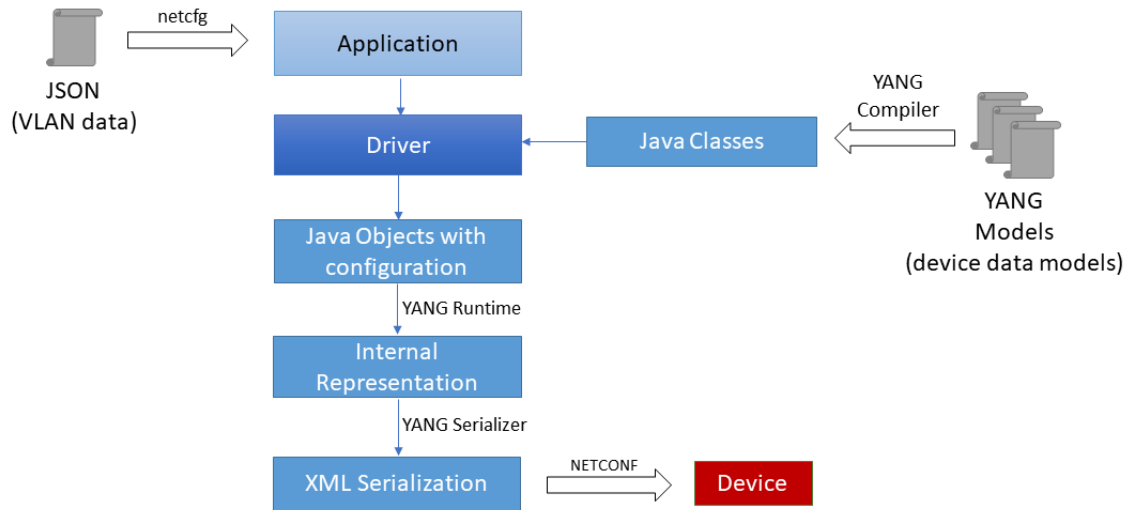 netcfg
JSON
(VLAN data)
Application
YANG
Compiler
Driver
Java Classes
YANG
Models
(device data models)
Java Objects with
configuration
YANG Runtime
Internal
Representation
YANG Serializer
XML Serialization
NETCONF
Device